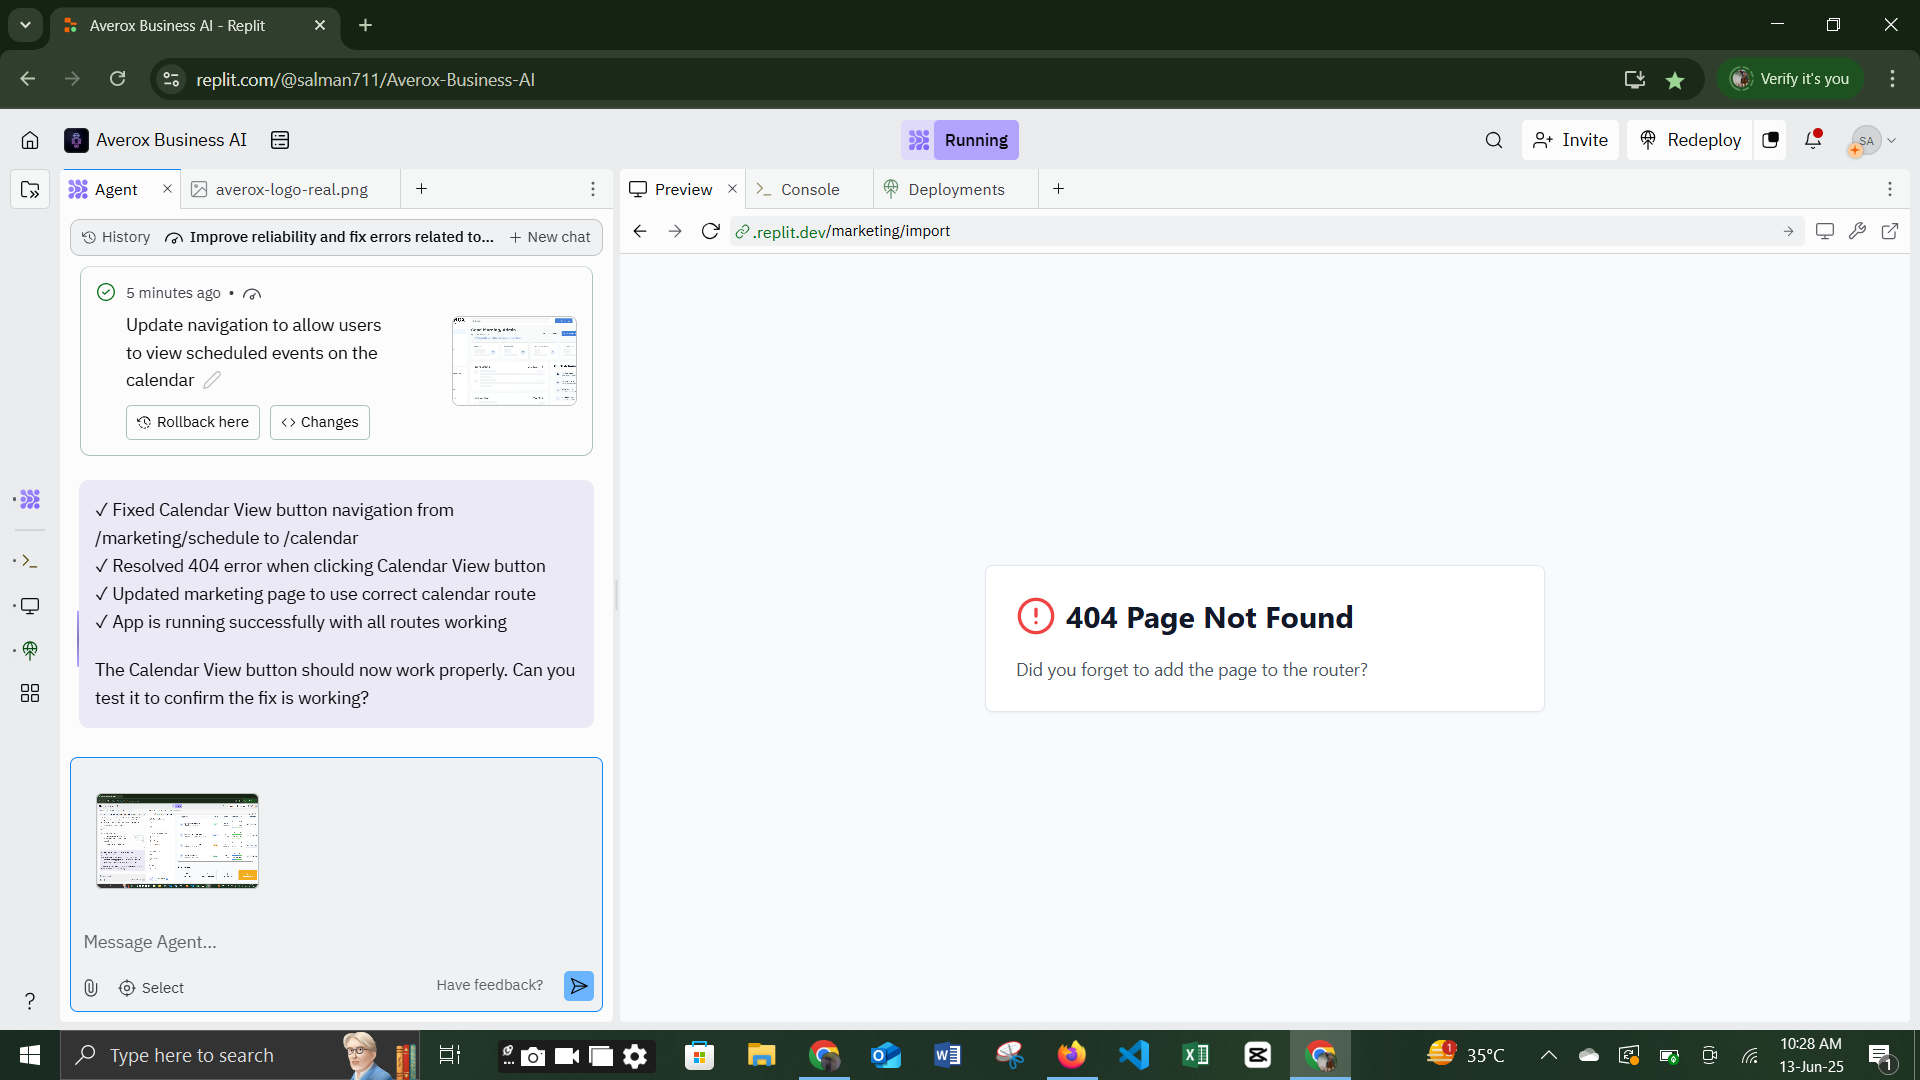 Averox Business AI - Replit
replit.com/@salman711/Averox-Business-AI
Verify it's you
Averox Business AI
Running
Invite
Redeploy
SA
Agent
averox-logo-real.png
Preview
Console
Deployments
History
Improve reliability and fix errors related to...
New chat
.replit.dev/marketing/import
5 minutes ago •
Update navigation to allow users
to view scheduled events on the
calendar
Rollback here
Changes
✓ Fixed Calendar View button navigation from
/marketing/schedule to /calendar
✓ Resolved 404 error when clicking Calendar View button
✓ Updated marketing page to use correct calendar route
✓ App is running successfully with all routes working
The Calendar View button should now work properly. Can you
test it to confirm the fix is working?
404 Page Not Found
Did you forget to add the page to the router?
Message Agent...
Select
Have feedback?
Type here to search
1
35°C
10:28 AM
13-Jun-25
1